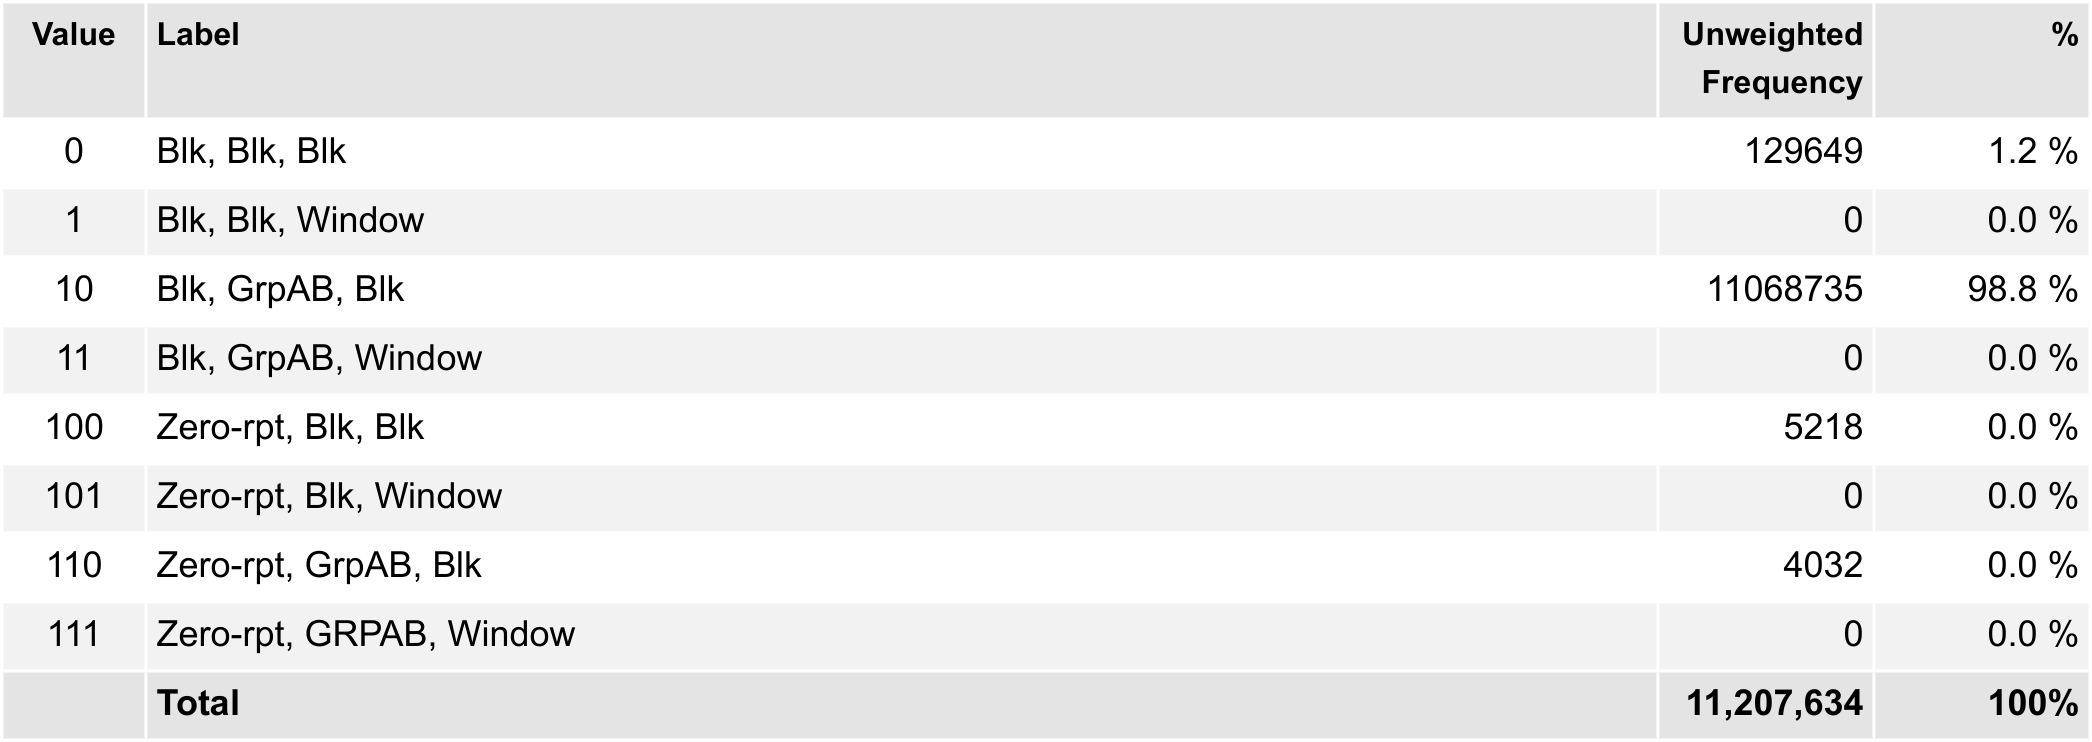 Value Label Unweighted Frequency %
0 Blk, Blk, Blk 129649 1.2 %
1 Blk, Blk, Window 0 0.0 %
10 Blk, GrpAB, Blk 11068735 98.8 %
11 Blk, GrpAB, Window 0 0.0 %
100 Zero-rpt, Blk, Blk 5218 0.0 %
101 Zero-rpt, Blk, Window 0 0.0 %
110 Zero-rpt, GrpAB, Blk 4032 0.0 %
111 Zero-rpt, GRPAB, Window 0 0.0 %
Total 11,207,634 100%